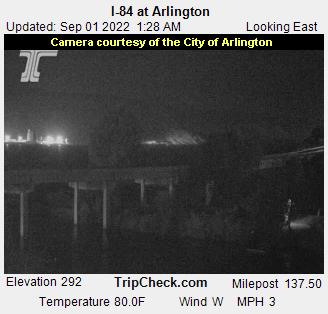 I-84 at Arlington
Updated: Sep 01 2022 1:28 AM Looking East
Camera courtesy of the City of Arlington
Elevation 292 TripCheck.com Milepost 137.50
Temperature 80.0F Wind W MPH 3